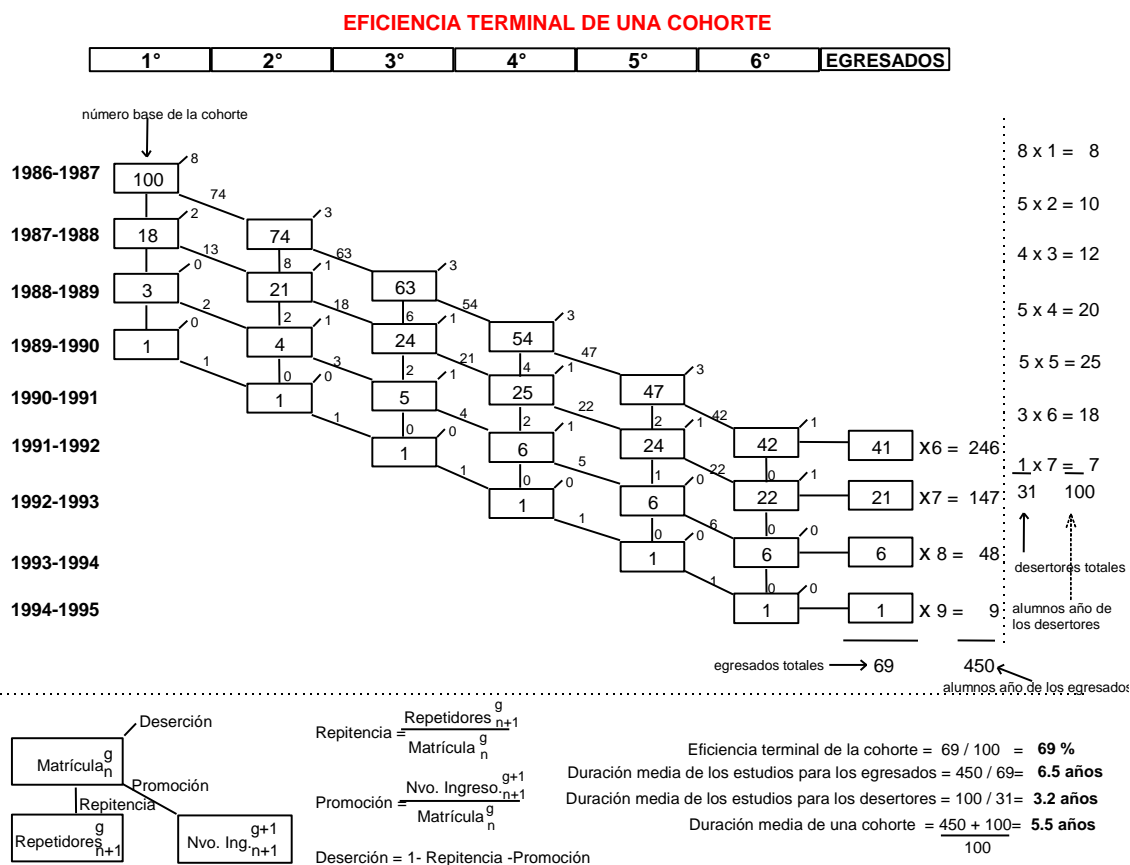 EFICIENCIA TERMINAL DE UNA COHORTE
1° 2° 3° 4° 5° 6° EGRESADOS
número base de la cohorte
8 x 1 = 8
8
1986-1987 100
74
5 x 2 = 10
2 3
1987-1988 18 74
13 8 63
4 x 3 = 12
0 1 3
1988-1989 3 21 63
2 2 18 6 54
5 x 4 = 20
0 1 1 3
1989-1990 1 4 24 54
1 0 3 2 21 4 47
5 x 5 = 25
0 1 1 3
1990-1991 1 5 25 47
1 0 4 2 22 2 42
3 x 6 = 18
0 1 1 1
1991-1992 1 6 24 42 41 X6 = 246
1 0 5 1 22 0
1 x 7 = 7
31 100
0 0 1
1992-1993 1 6 22 21 X7 = 147
1 0 6 0
0 0
1993-1994 1 6 6 X 8 = 48
1 0
desertores totales
0
1994-1995 1 1 X 9 = 9
alumnos año de
los desertores
egresados totales 69 450
alumnos año de los egresados
Deserción
Matrícula g n
Promoción
Repitencia
Repetidores g n+1
Nvo. Ing. g+1 n+1
Repitencia = Repetidores g n+1
Matrícula g n
Promoción = Nvo. Ingreso. g+1 n+1
Matrícula g n
Deserción = 1- Repitencia -Promoción
Eficiencia terminal de la cohorte = 69 / 100 = 69 %
Duración media de los estudios para los egresados = 450 / 69= 6.5 años
Duración media de los estudios para los desertores = 100 / 31= 3.2 años
Duración media de una cohorte = 450 + 100= 5.5 años
100